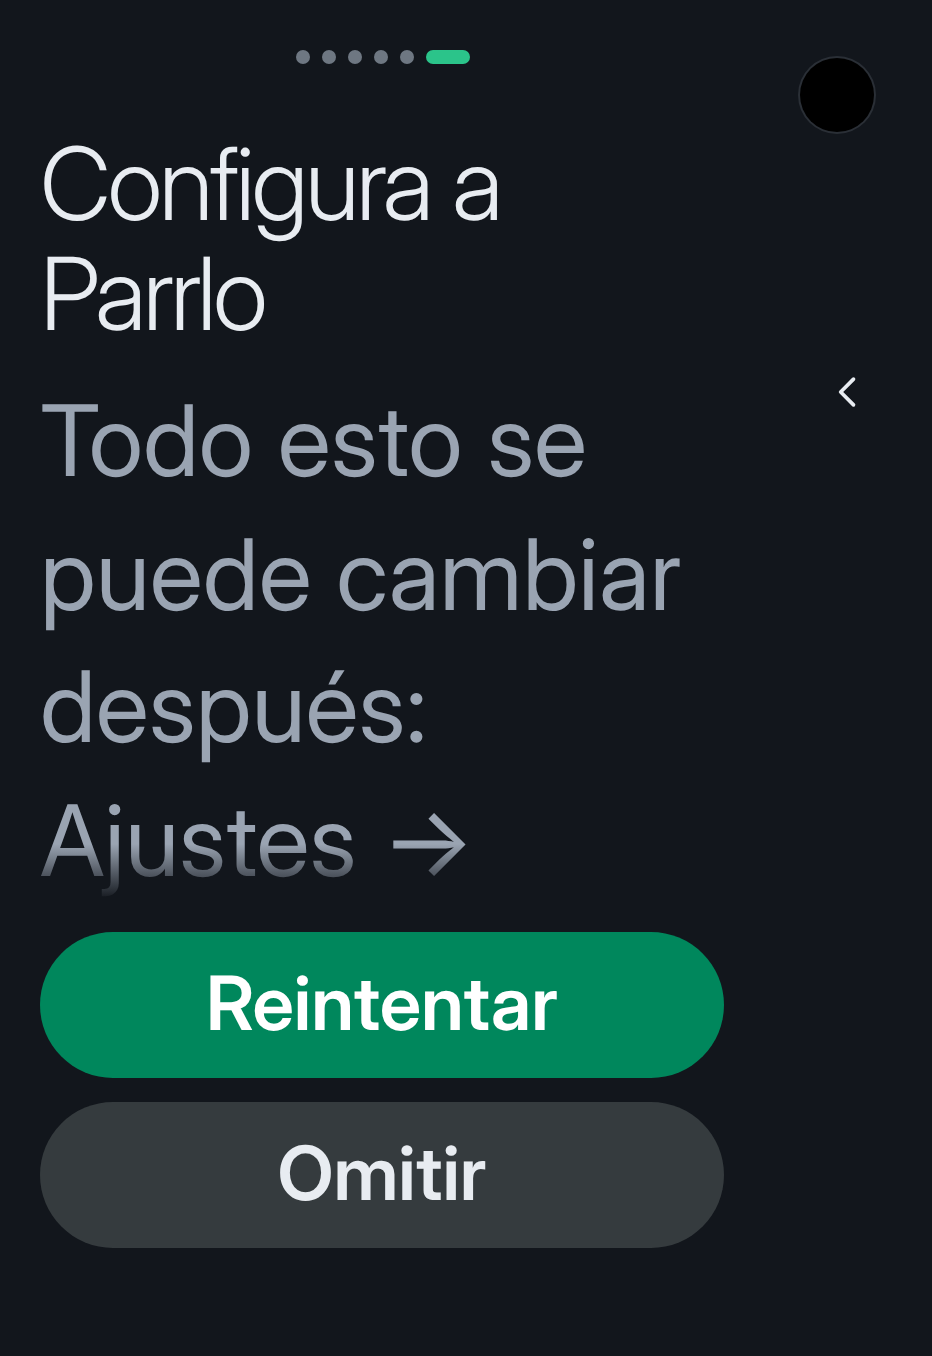 Configura a
Parrlo
Todo esto se
puede cambiar
después:
Ajustes →
Reintentar
Omitir